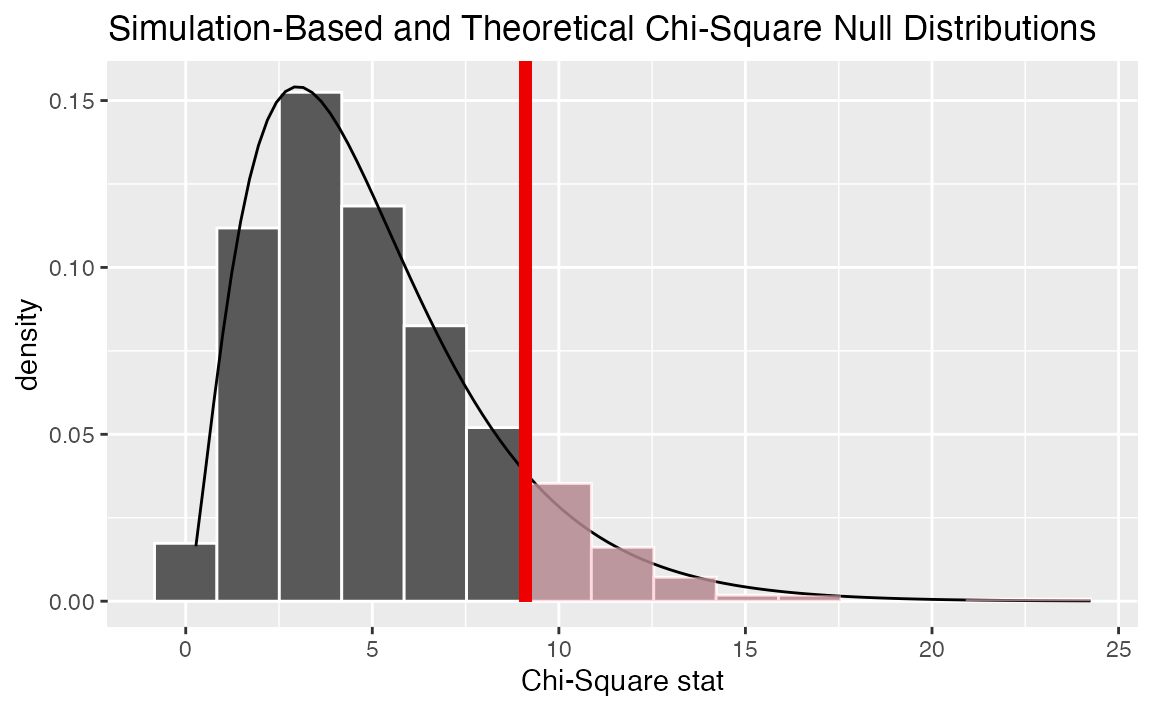 Simulation-Based and Theoretical Chi-Square Null Distributions
0.15
0.10
0.05
0.00
density
0 5 10 15 20 25
Chi-Square stat